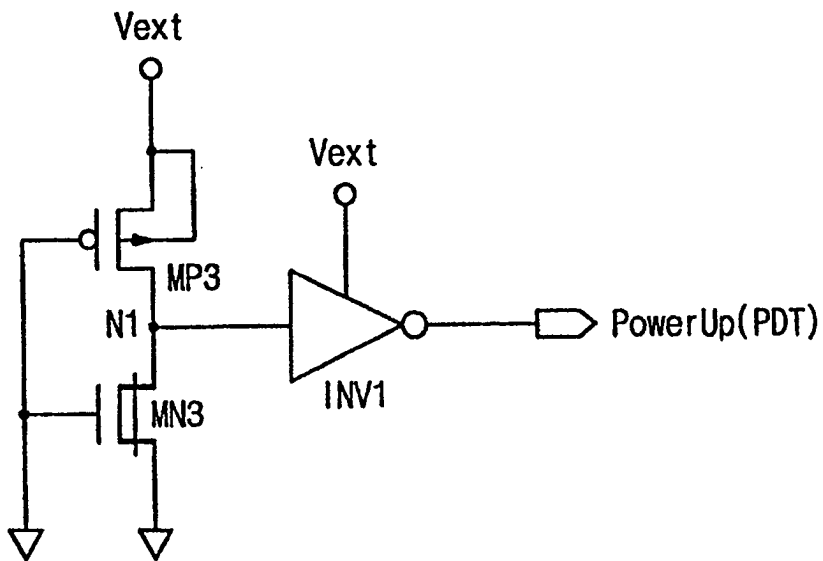 Vext
Vext
MP3
N1
PowerUp(PDT)
INV1
MN3